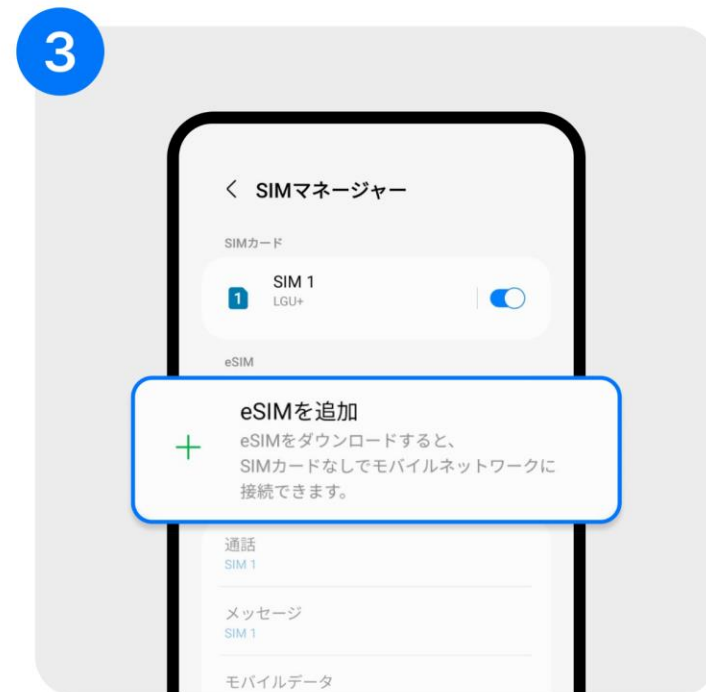 3
SIMマネージャー
SIMカード
1
SIM 1
LGU+
eSIM
eSIMを追加
eSIMをダウンロードすると、
SIMカードなしでモバイルネットワークに
接続できます。
通話
SIM 1
メッセージ
SIM 1
モバイルデータ